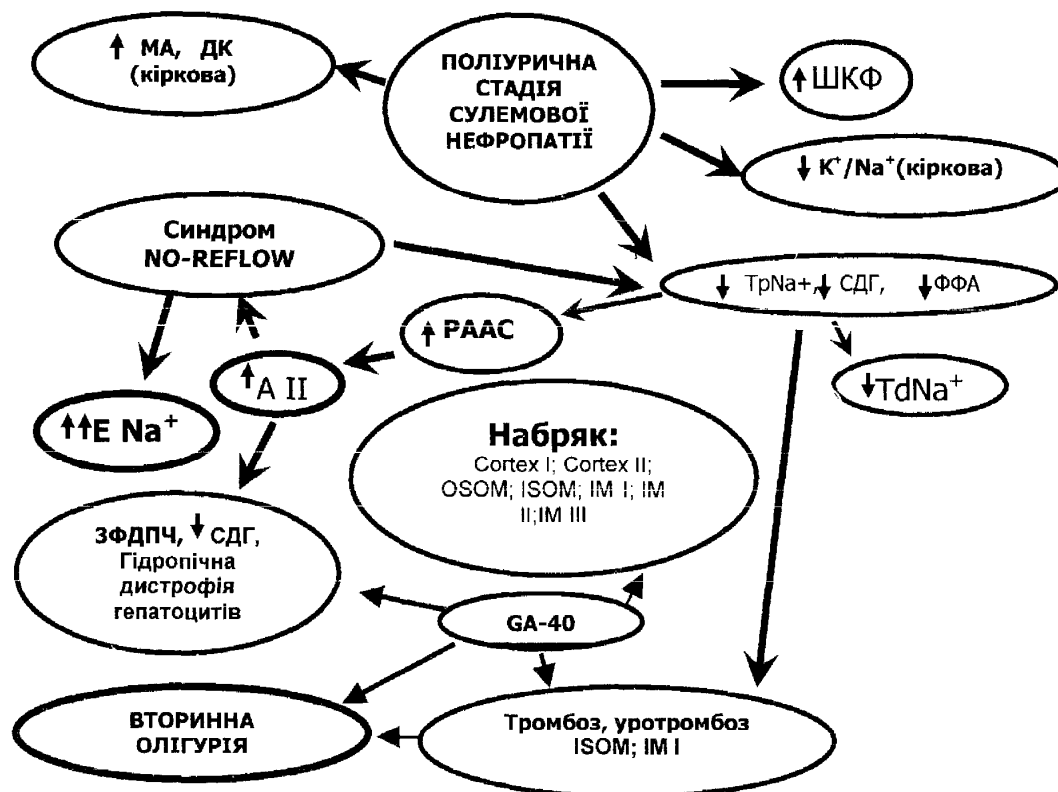 ↑ МА, ДК
(кіркова)
ПОЛІУРИЧНА
СТАДІЯ
СУЛЕМОВОЇ
НЕФРОПАТІЇ
↑ШКФ
↓ K⁺/Na⁺(кіркова)
Синдром
NO-REFLOW
↓ ТрNa+,↓ СДГ, ↓ФФА
↑ РААС
↑А ІІ
↓TdNa⁺
↑↑E Na⁺
Набряк:
Cortex I; Cortex II;
OSOM; ISOM; IM I; IM
II;IM III
ЗФДПЧ, ↓ СДГ,
Гідропічна
дистрофія
гепатоцитів
GA-40
ВТОРИННА
ОЛІГУРІЯ
Тромбоз, уротромбоз
ISOM; IM I